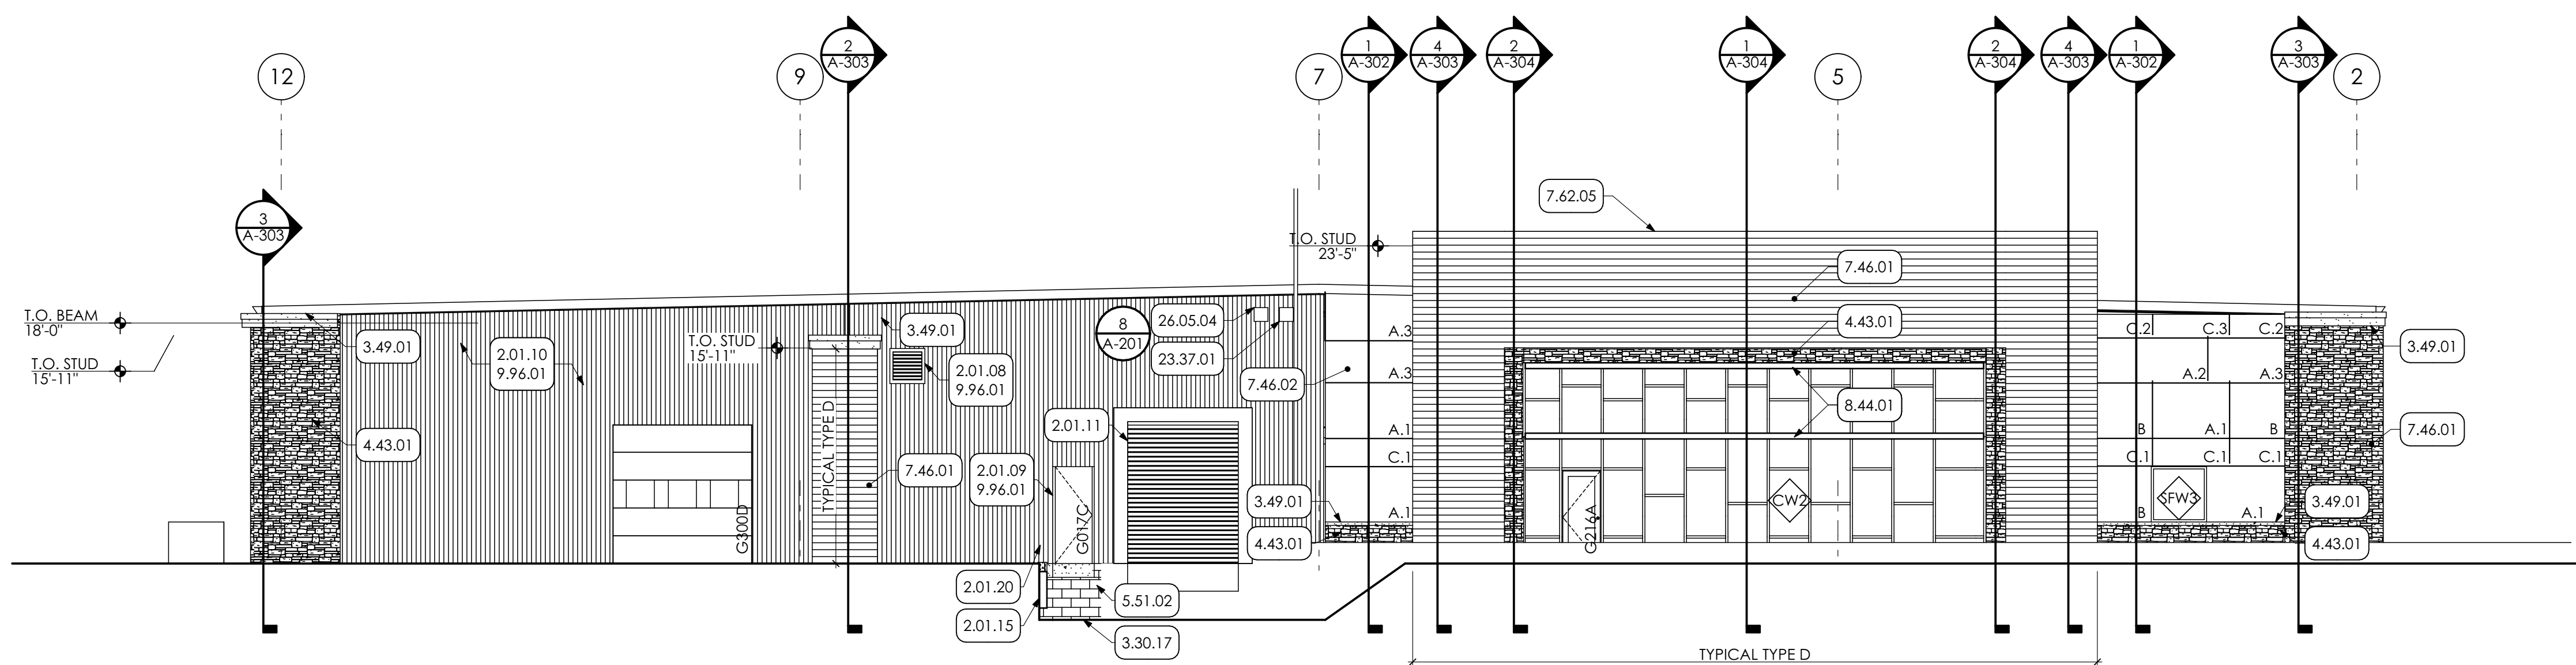 12
9
2
A-303
7
1
A-302
4
A-303
2
A-304
1
A-304
5
2
A-304
4
A-303
1
A-302
3
A-303
2
3
A-303
7.62.05
T.O. STUD
23'-5"
7.46.01
T.O. BEAM
18'-0"
T.O. STUD
15'-11"
3.49.01
2.01.10
9.96.01
T.O. STUD
15'-11"
3.49.01
2.01.08
9.96.01
8
A-201
26.05.04
23.37.01
A.3
4.43.01
C.2
C.3
C.2
3.49.01
7.46.02
A.3
A.2
A.3
8.44.01
4.43.01
TYPICAL TYPE D
2.01.11
A.1
B
A.1
B
7.46.01
7.46.01
2.01.09
9.96.01
C.1
C.1
C.1
C.1
3.49.01
A.1
CW2
SFW3
B
A.1
3.49.01
G300D
G017C
4.43.01
G216A
4.43.01
2.01.20
5.51.02
2.01.15
3.30.17
TYPICAL TYPE D